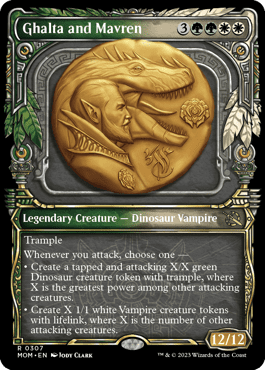 Ghalta and Mavren 3
Legendary Creature — Dinosaur Vampire
Trample
Whenever you attack, choose one —
• Create a tapped and attacking X/X green
Dinosaur creature token with trample, where
X is the greatest power among other attacking
creatures.
• Create X 1/1 white Vampire creature tokens
with lifelink, where X is the number of other
attacking creatures.
12/12
R 0307
MOM • EN JODY CLARK
™ & © 2023 Wizards of the Coast